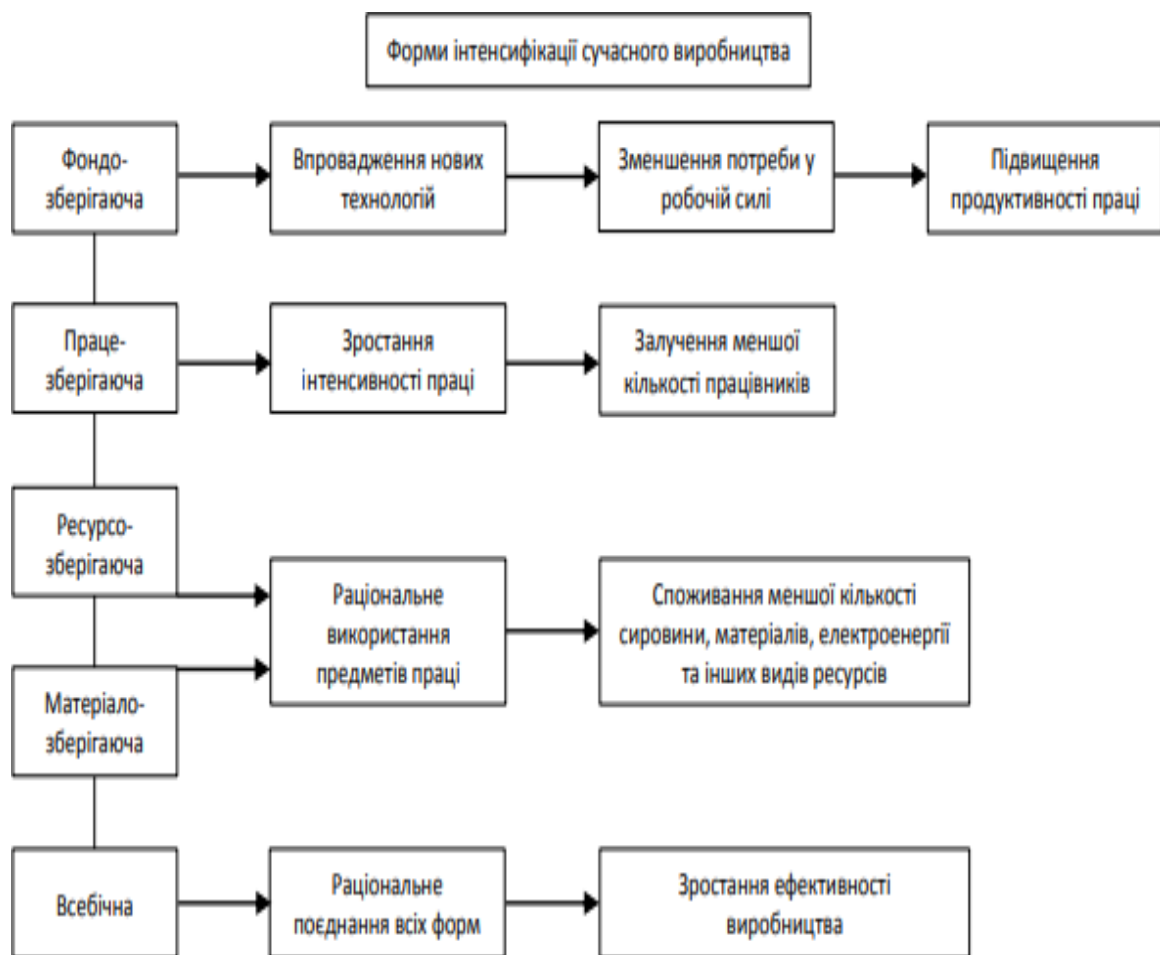 Форми інтенсифікації сучасного виробництва
Фондо-
зберігаюча
Впровадження нових
технологій
Зменшення потреби у
робочій силі
Підвищення
продуктивності праці
Праце-
зберігаюча
Зростання
інтенсивності праці
Залучення меншої
кількості працівників
Ресурсо-
зберігаюча
Матеріало-
зберігаюча
Раціональне
використання
предметів праці
Споживання меншої кількості
сировини, матеріалів, електроенергії
та інших видів ресурсів
Всебічна
Раціональне
поєднання всіх форм
Зростання ефективності
виробництва